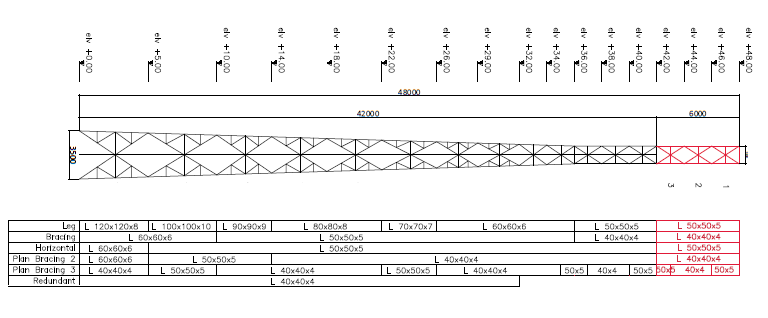 elv +0.00 elv +5.00 elv +10.00 elv +14.00 elv +18.00 elv +22.00 elv +26.00 elv +29.00 elv +32.00 elv +34.00 elv +36.00 elv +38.00 elv +40.00 elv +42.00 elv +44.00 elv +46.00 elv +48.00
48000
42000 6000
3500
3 2 1
Leg L 120x120x8 L 100x100x10 L 90x90x9 L 80x80x8 L 70x70x7 L 60x60x6 L 50x50x5 L 50x50x5
Bracing L 60x60x6 L 50x50x5 L 40x40x4 L 40x40x4
Horizontal L 60x60x6 L 50x50x5 L 50x50x5
Plan Bracing 2 L 60x60x6 L 50x50x5 L 40x40x4 L 40x40x4
Plan Bracing 3 L 40x40x4 L 50x50x5 L 40x40x4 L 50x50x5 L 40x40x4 50x5 40x4 50x5 50x5 40x4 50x5
Redundant L 40x40x4